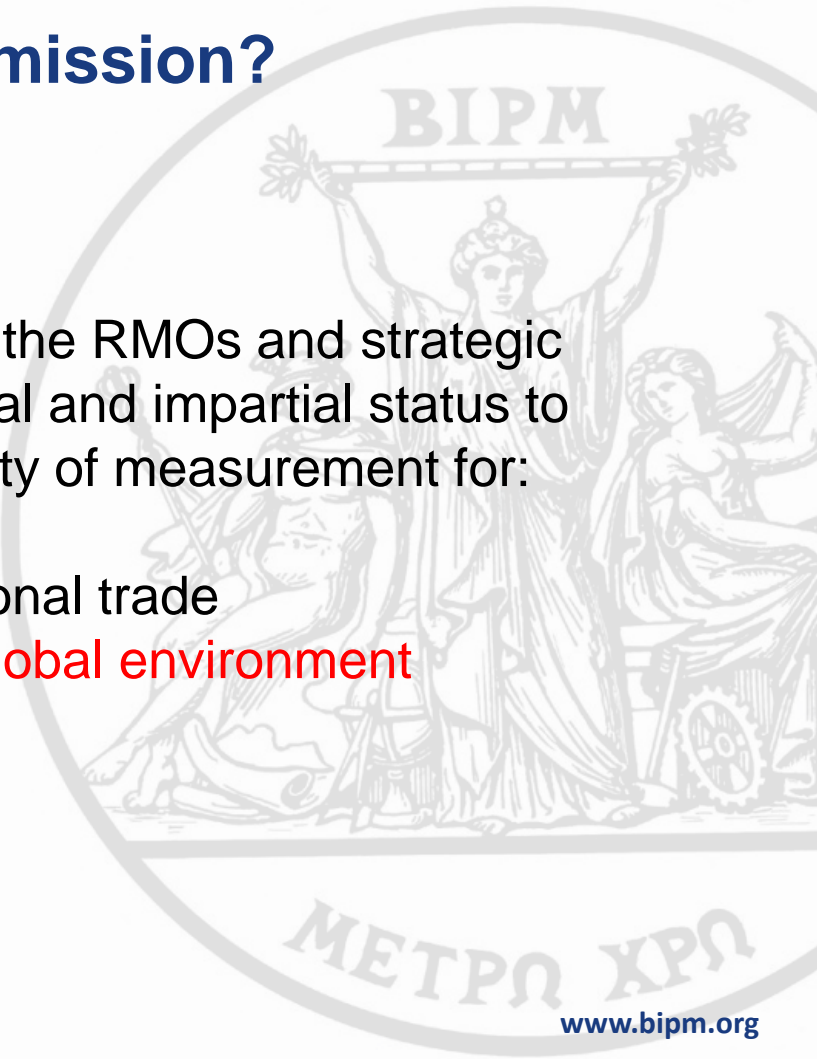 mission?
BIPM
the RMOs and strategic
al and impartial status to
ty of measurement for:
onal trade
lobal environment
ΜΕΤΡΩ ΧΡΩ
www.bipm.org